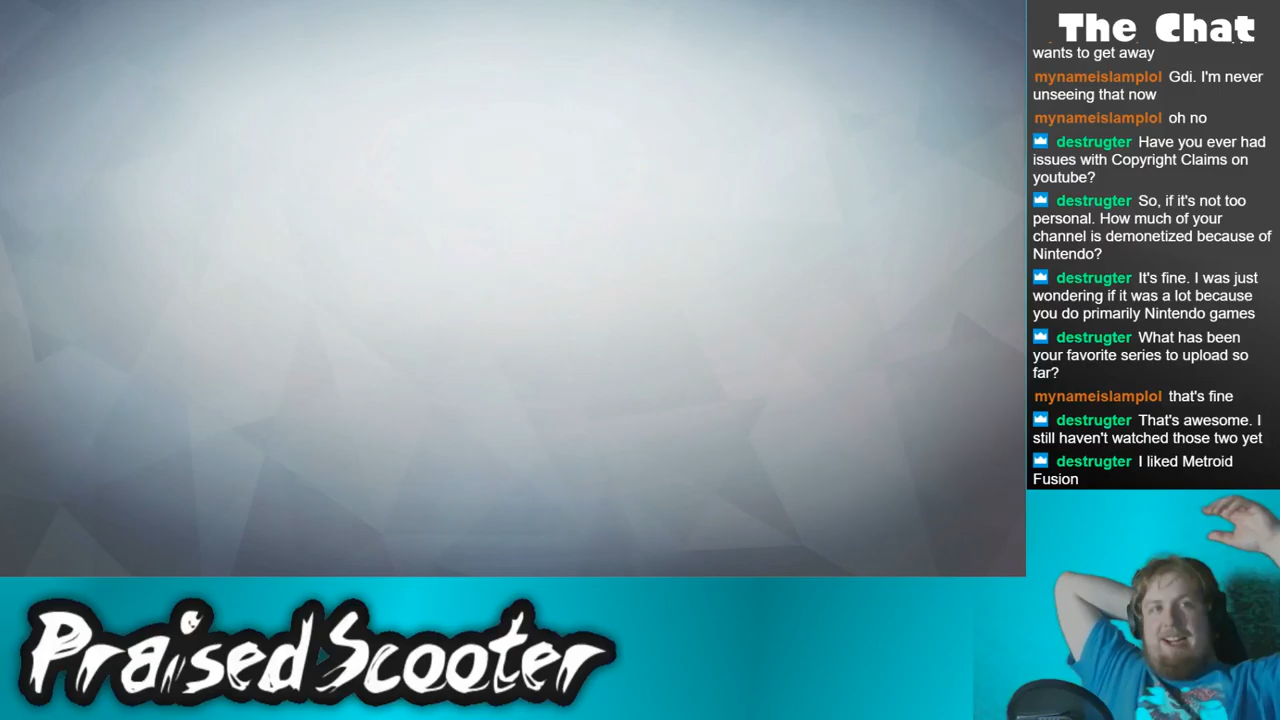 The Chat
wants to get away
mynameislamplol Gdi. I'm never
unseeing that now
mynameislamplol oh no
destrugter Have you ever had
issues with Copyright Claims on
youtube?
destrugter So, if it's not too
personal. How much of your
channel is demonetized because of
Nintendo?
destrugter It's fine. I was just
wondering if it was a lot because
you do primarily Nintendo games
destrugter What has been
your favorite series to upload so
far?
mynameislamplol that's fine
destrugter That's awesome. I
still haven't watched those two yet
destrugter I liked Metroid
Fusion
PraisedScooter